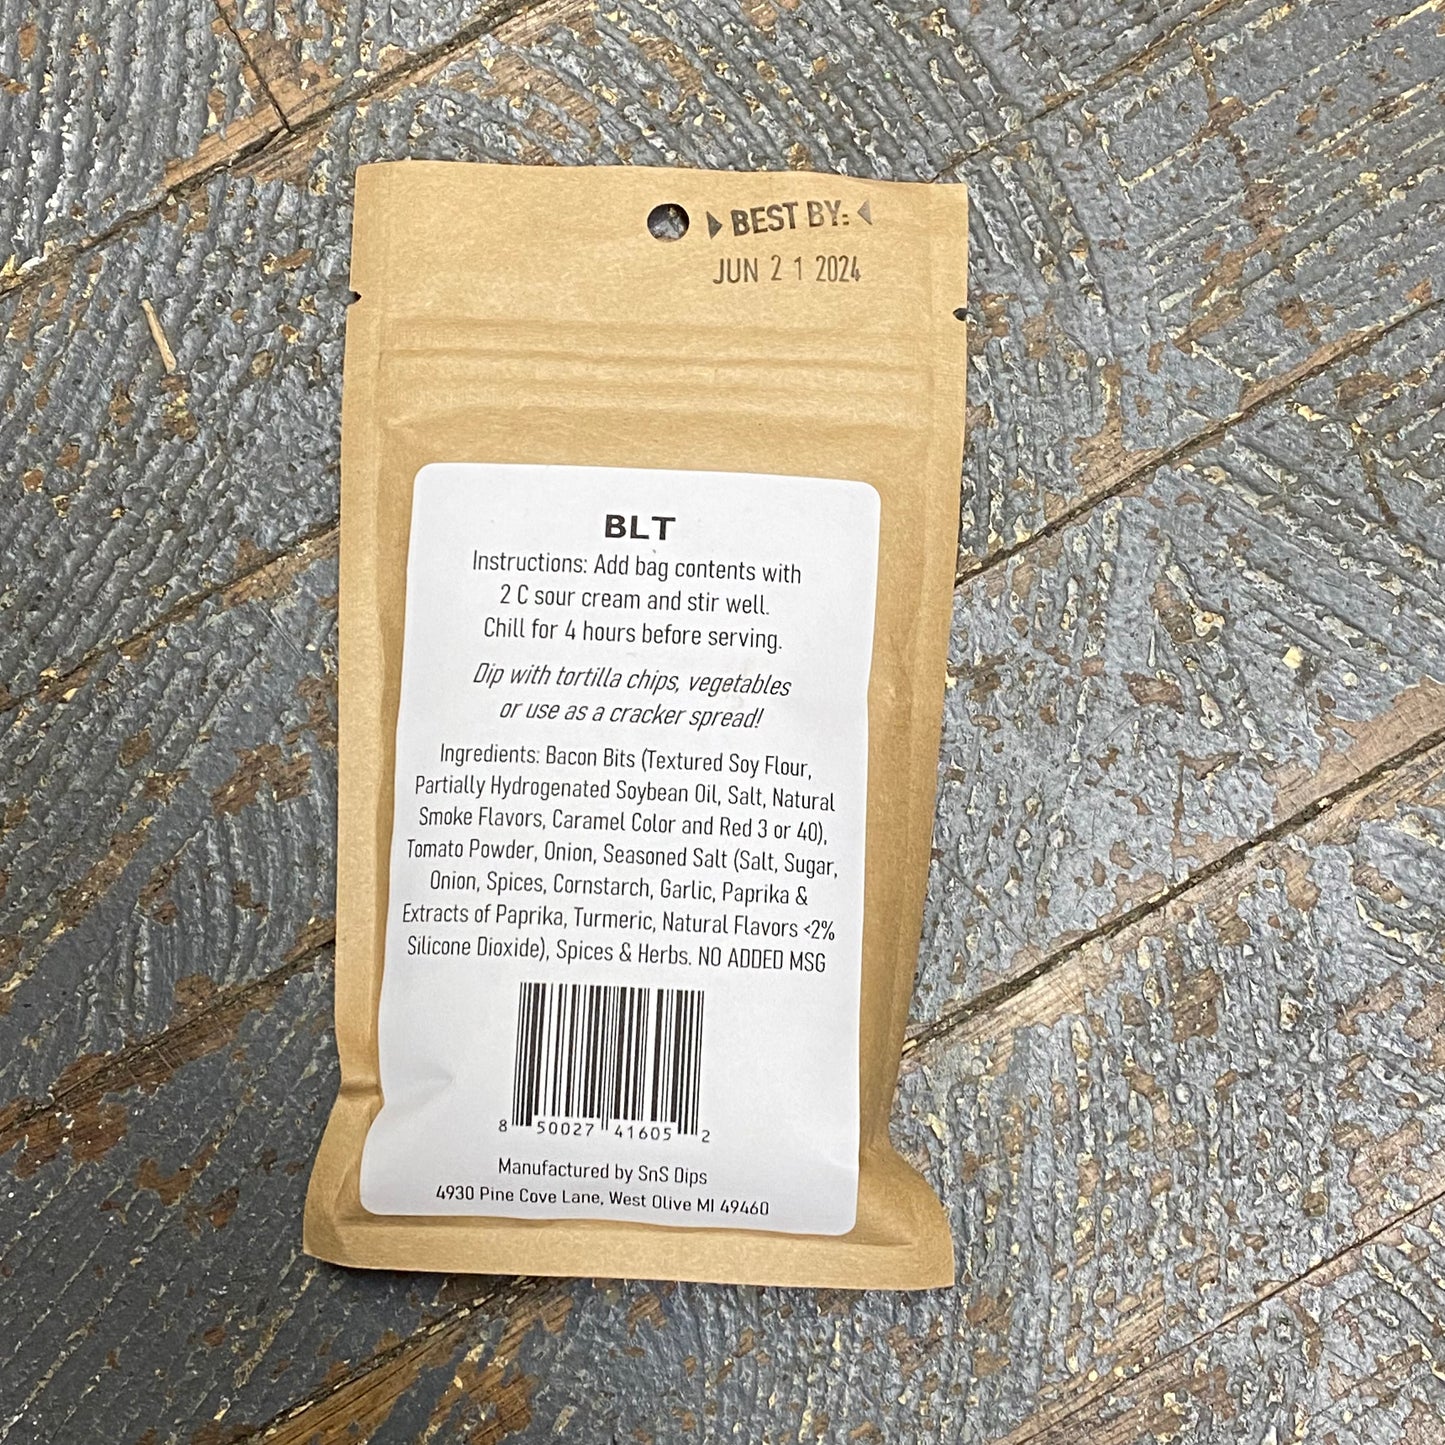 BEST BY:
JUN 21 2024
BLT
Instructions: Add bag contents with
2 C sour cream and stir well.
Chill for 4 hours before serving.
Dip with tortilla chips, vegetables
or use as a cracker spread!
Ingredients: Bacon Bits (Textured Soy Flour,
Partially Hydrogenated Soybean Oil, Salt, Natural
Smoke Flavors, Caramel Color and Red 3 or 40),
Tomato Powder, Onion, Seasoned Salt (Salt, Sugar,
Onion, Spices, Cornstarch, Garlic, Paprika &
Extracts of Paprika, Turmeric, Natural Flavors <2%
Silicone Dioxide), Spices & Herbs. NO ADDED MSG
8 50027 41605 2
Manufactured by SnS Dips
4930 Pine Cove Lane, West Olive MI 49460